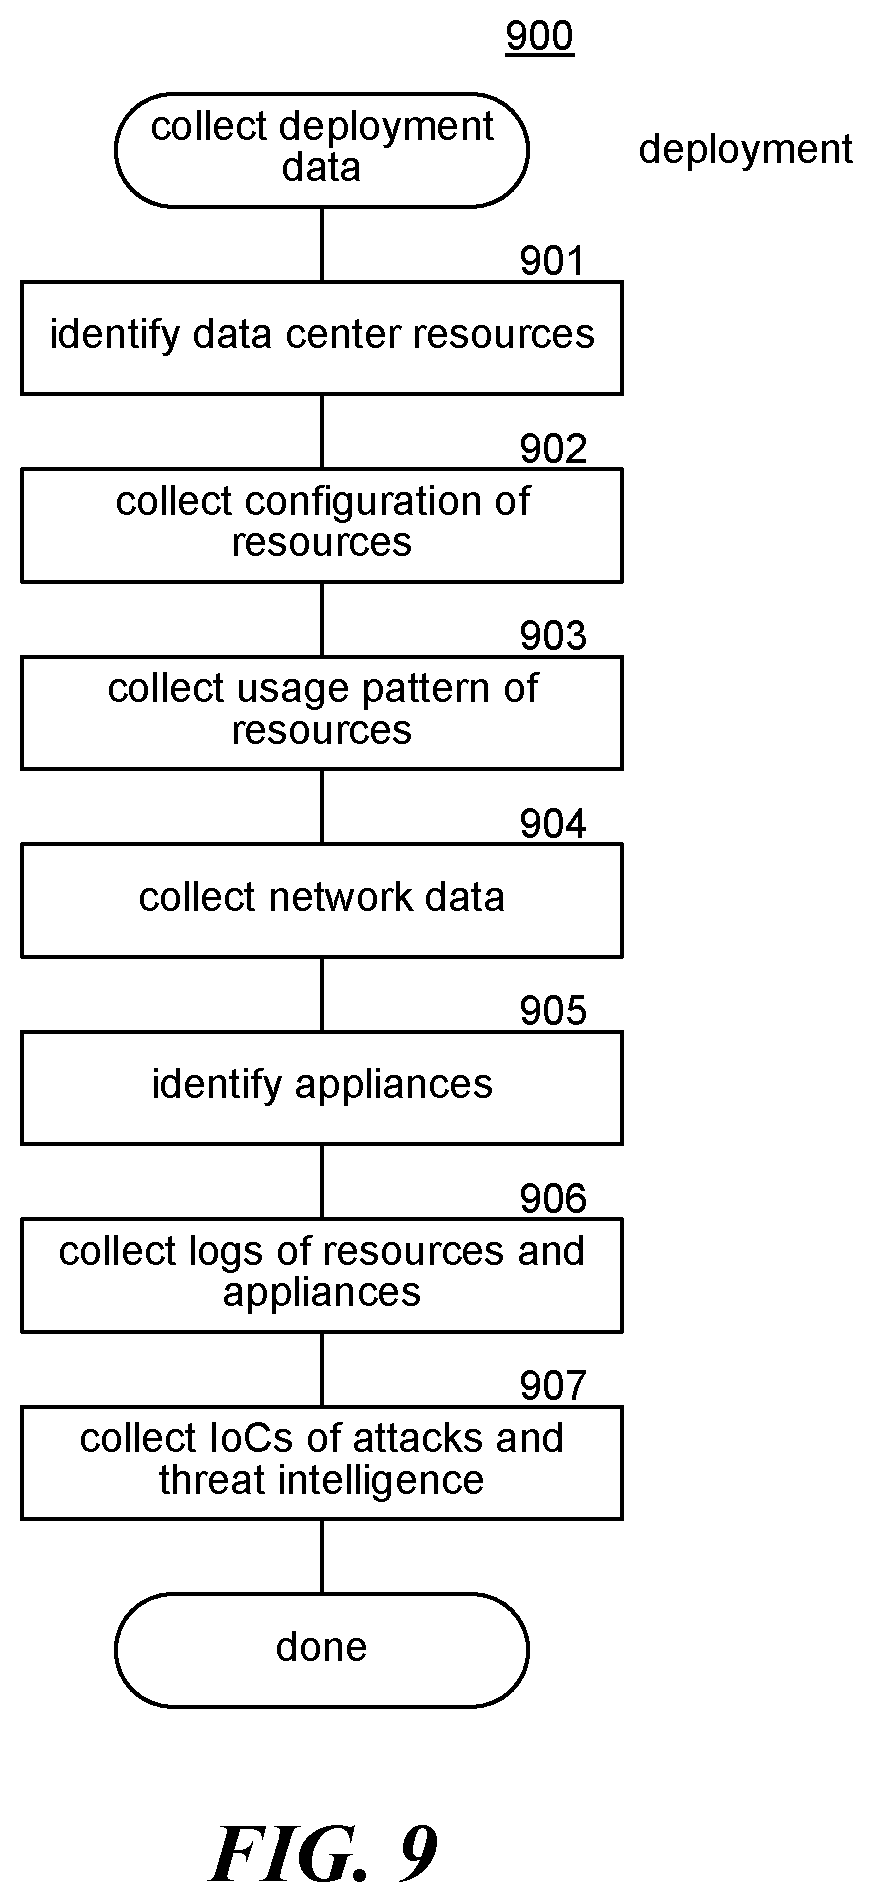 900
collect deployment
data
deployment
901
identify data center resources
902
collect configuration of
resources
903
collect usage pattern of
resources
904
collect network data
905
identify appliances
906
collect logs of resources and
appliances
907
collect IoCs of attacks and
threat intelligence
done
FIG. 9